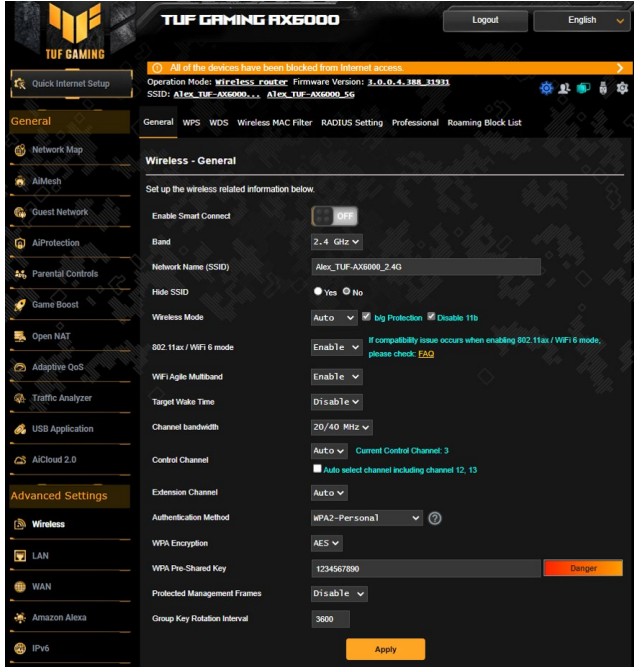 TUF GAMING
TUF GAMING AX6000
Logout
English
All of the devices have been blocked from Internet access.
Quick Internet Setup
Operation Mode: Wireless router Firmware Version: 3.0.0.4.388_31931
SSID: Alex_TUF-AX6000... Alex_TUF-AX6000_5G
General
General WPS WDS Wireless MAC Filter RADIUS Setting Professional Roaming Block List
Network Map
AiMesh
Guest Network
AiProtection
Parental Controls
Game Boost
Open NAT
Adaptive QoS
Traffic Analyzer
USB Application
AiCloud 2.0
Advanced Settings
Wireless
LAN
WAN
Amazon Alexa
IPv6
Wireless - General
Set up the wireless related information below.
Enable Smart Connect OFF
Band 2.4 GHz
Network Name (SSID) Alex_TUF-AX6000_2.4G
Hide SSID Yes No
Wireless Mode Auto b/g Protection Disable 11b
802.11ax / WiFi 6 mode Enable If compatibility issue occurs when enabling 802.11ax / WiFi 6 mode,
please check: FAQ
WiFi Agile Multiband Enable
Target Wake Time Disable
Channel bandwidth 20/40 MHz
Control Channel Auto Current Control Channel: 3
Auto select channel including channel 12, 13
Extension Channel Auto
Authentication Method WPA2-Personal ?
WPA Encryption AES
WPA Pre-Shared Key 1234567890 Danger
Protected Management Frames Disable
Group Key Rotation Interval 3600
Apply